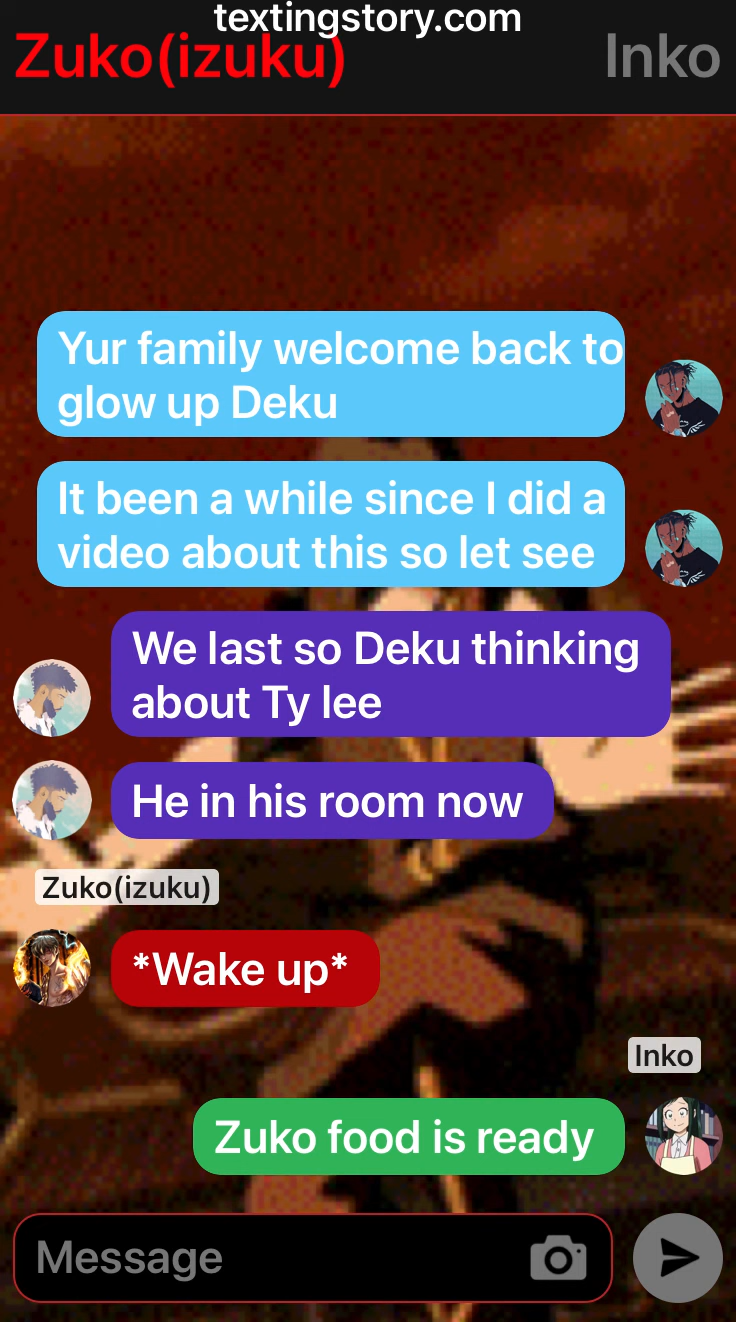 textingstory.com
Zuko(izuku)
Inko
Yur family welcome back to
glow up Deku
It been a while since I did a
video about this so let see
We last so Deku thinking
about Ty lee
He in his room now
Zuko(izuku)
*Wake up*
Inko
Zuko food is ready
Message